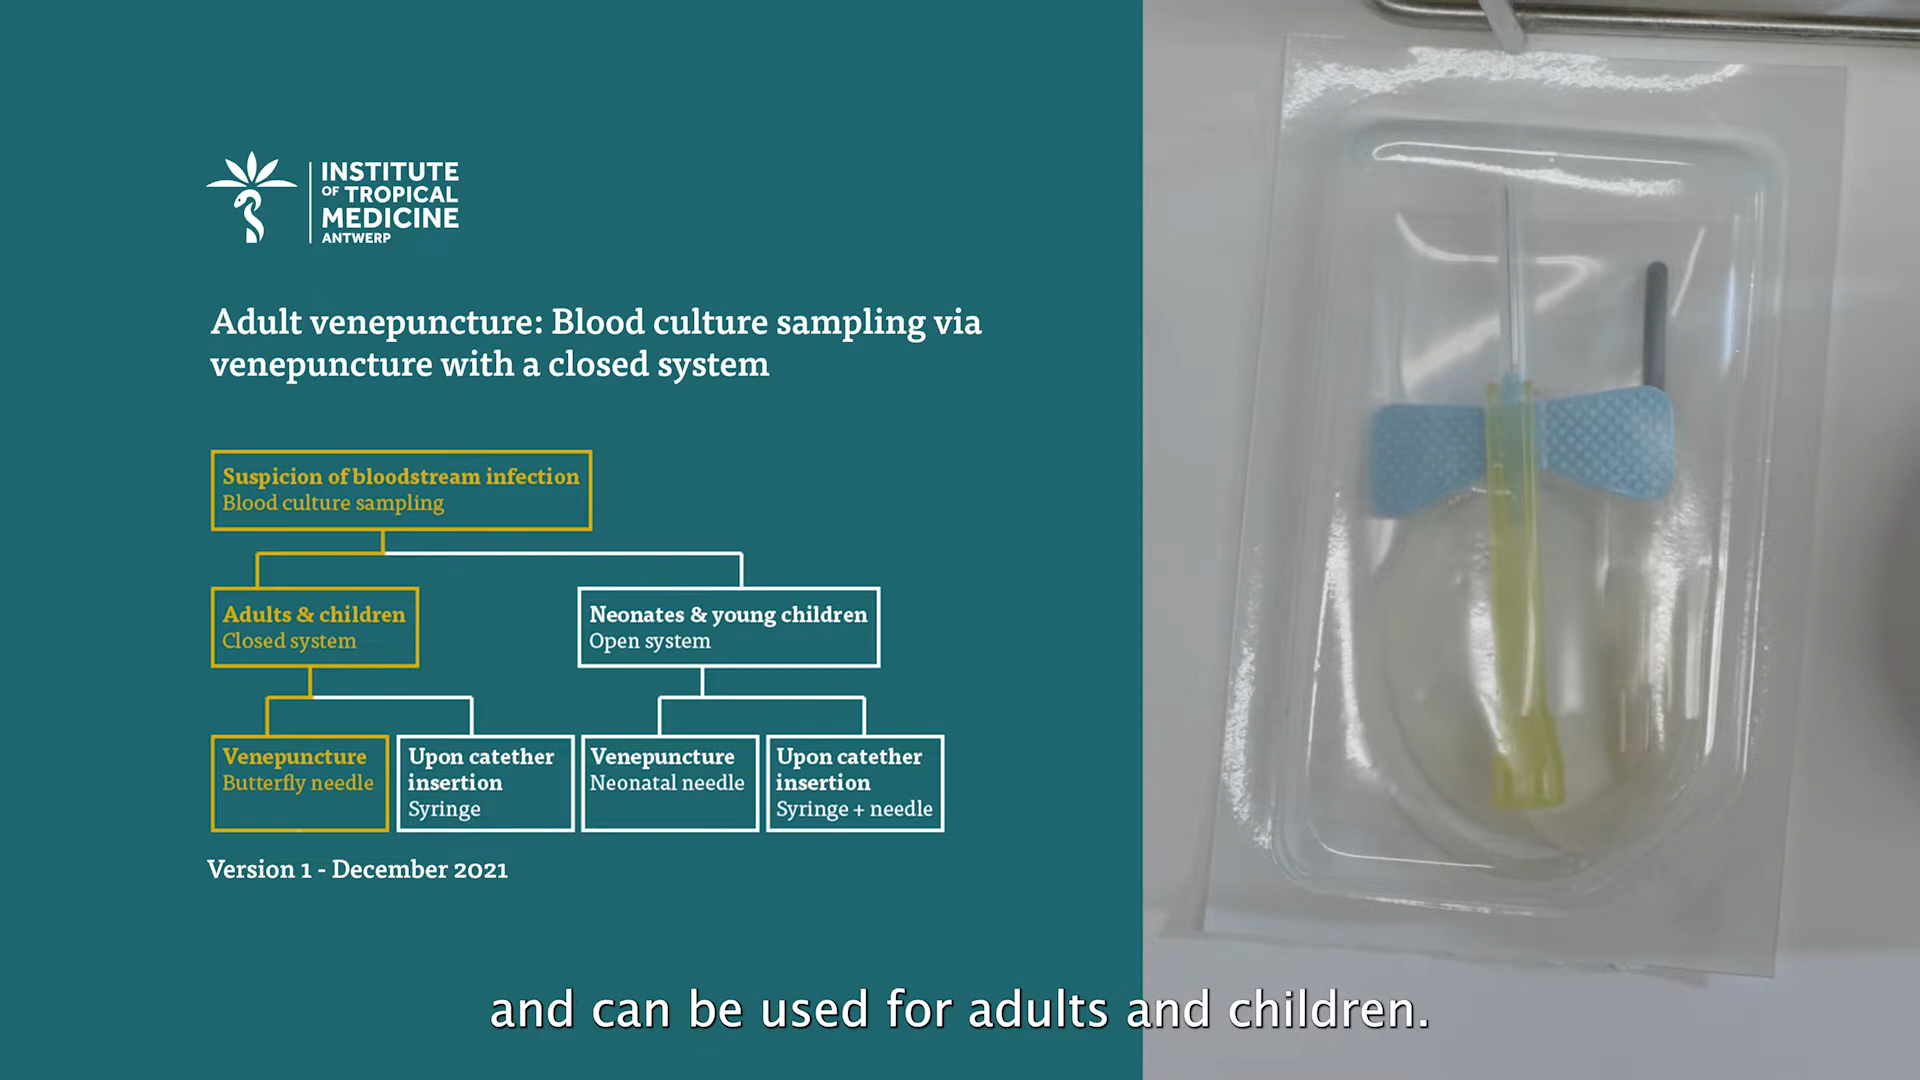 INSTITUTE
OF TROPICAL
MEDICINE
ANTWERP
Adult venepuncture: Blood culture sampling via
venepuncture with a closed system
Suspicion of bloodstream infection
Blood culture sampling
Adults & children
Closed system
Neonates & young children
Open system
Venepuncture
Butterfly needle
Upon catether
insertion
Syringe
Venepuncture
Neonatal needle
Upon catether
insertion
Syringe + needle
Version 1 - December 2021
and can be used for adults and children.